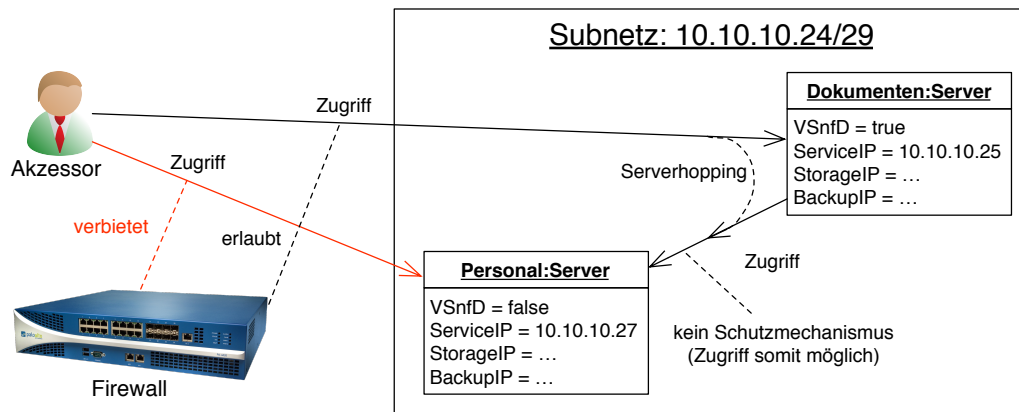 Subnetz: 10.10.10.24/29
Dokumenten:Server
VSnfD = true
ServiceIP = 10.10.10.25
StorageIP = …
BackupIP = …
Zugriff
Akzessor
Zugriff
Serverhopping
verbietet
erlaubt
Personal:Server
VSnfD = false
ServiceIP = 10.10.10.27
StorageIP = …
BackupIP = …
Zugriff
kein Schutzmechanismus
(Zugriff somit möglich)
Firewall